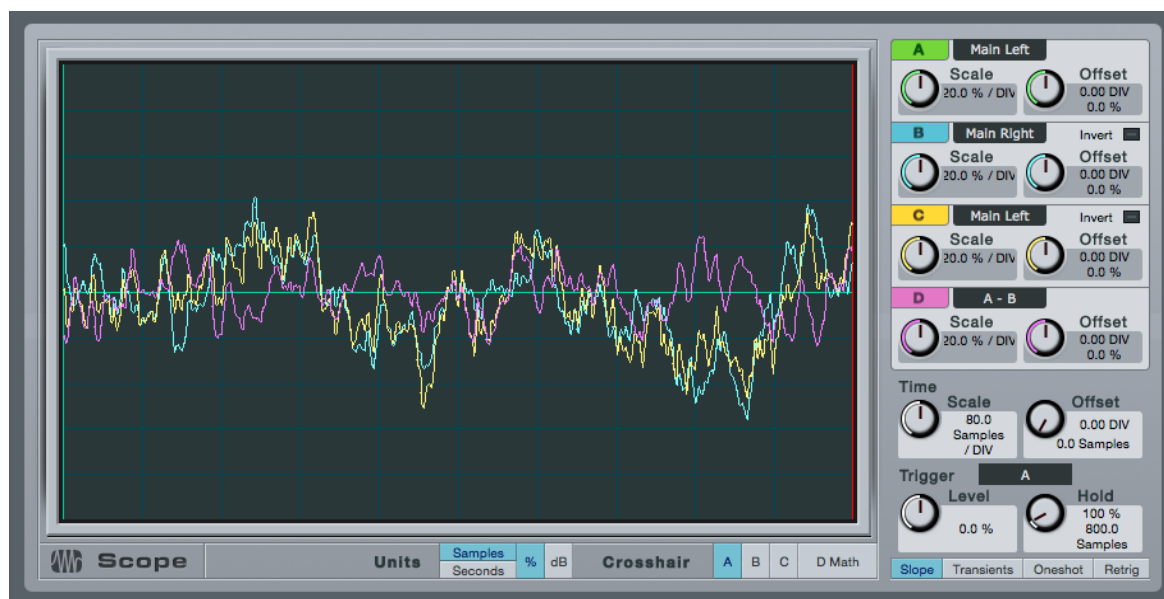 A Main Left
Scale Offset
20.0 % / DIV 0.00 DIV
0.0 %
B Main Right Invert
Scale Offset
20.0 % / DIV 0.00 DIV
0.0 %
C Main Left Invert
Scale Offset
20.0 % / DIV 0.00 DIV
0.0 %
D A - B
Scale Offset
20.0 % / DIV 0.00 DIV
0.0 %
Time
Scale Offset
80.0 0.00 DIV
Samples 0.0 Samples
/ DIV
Trigger A
Level Hold
0.0 % 100 %
800.0
Samples
Slope Transients Oneshot Retrig
Scope Units Samples % dB Crosshair A B C D Math
Seconds